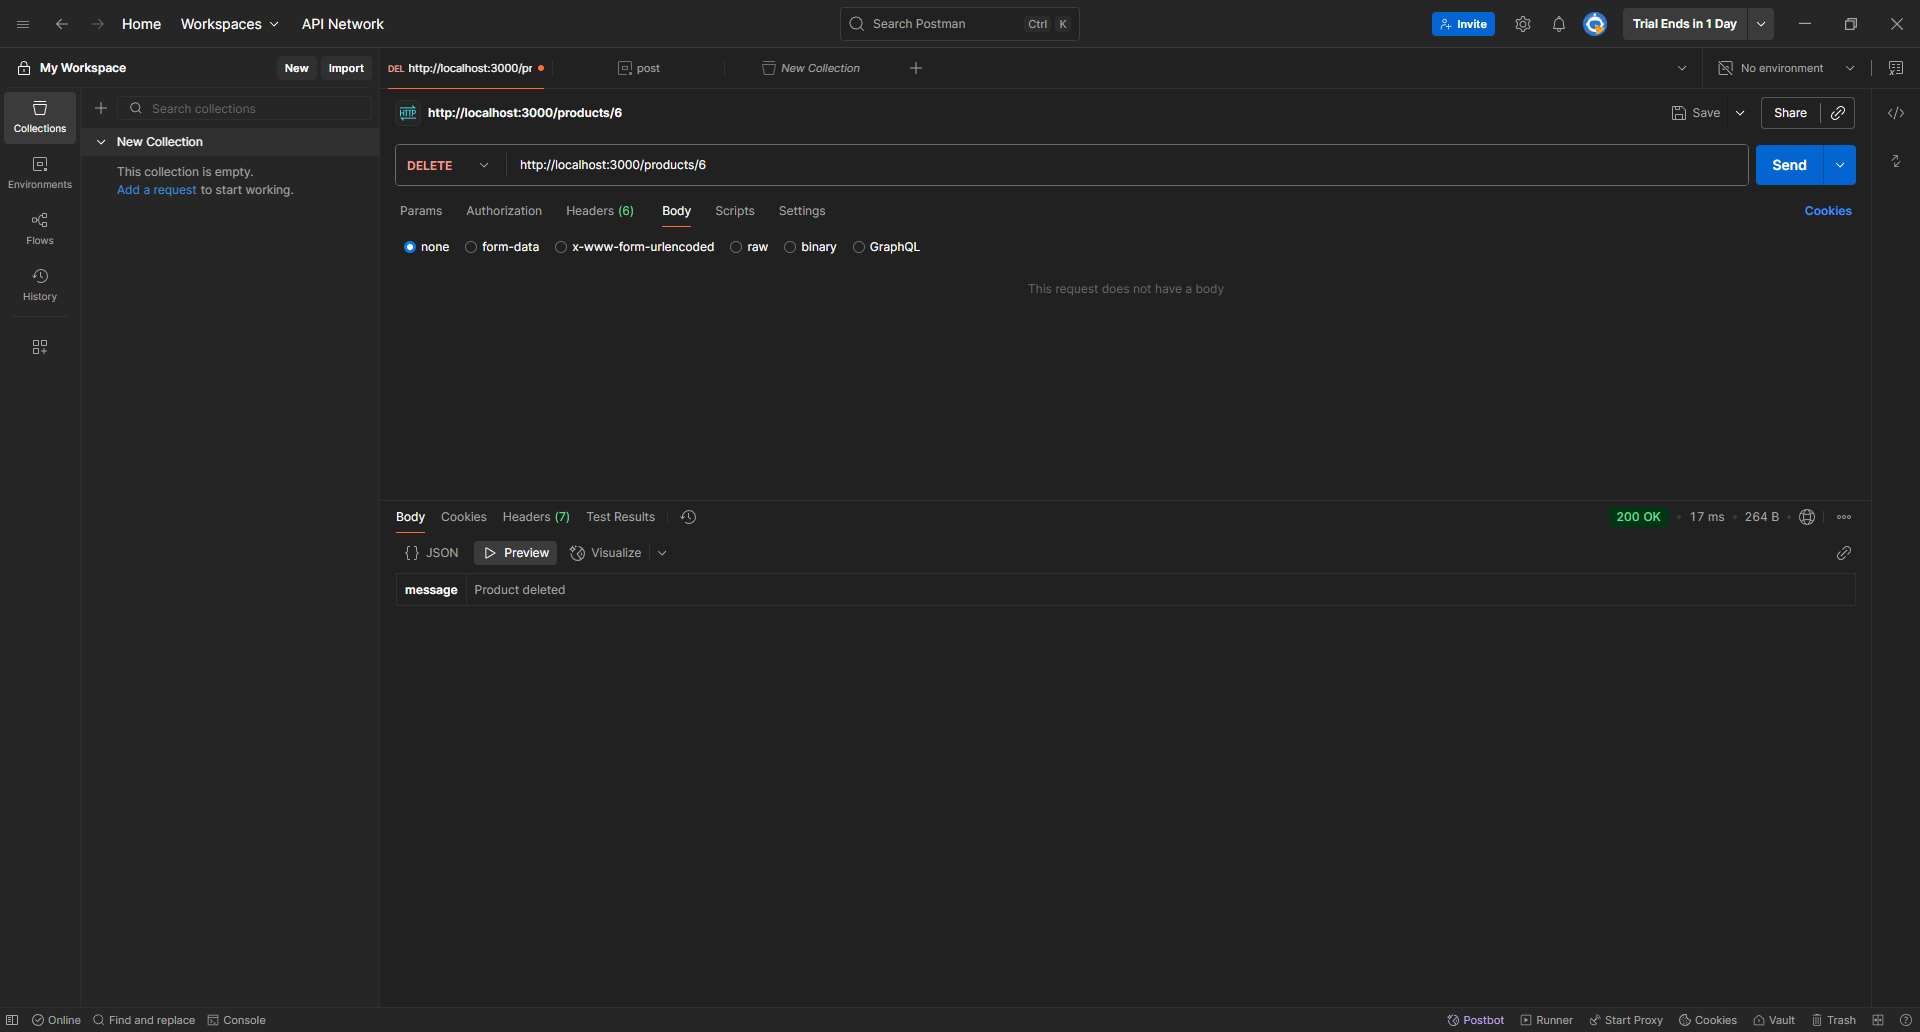 Home
Workspaces
API Network
Search Postman
Ctrl K
Invite
Trial Ends in 1 Day
My Workspace
New
Import
DEL http://localhost:3000/pr
post
New Collection
No environment
Collections
Environments
Flows
History
Search collections
New Collection
This collection is empty.
Add a request to start working.
HTTP http://localhost:3000/products/6
Save
Share
DELETE
http://localhost:3000/products/6
Send
Params
Authorization
Headers (6)
Body
Scripts
Settings
Cookies
none
form-data
x-www-form-urlencoded
raw
binary
GraphQL
This request does not have a body
Body
Cookies
Headers (7)
Test Results
200 OK
17 ms
264 B
{} JSON
Preview
Visualize
message
Product deleted
Online
Find and replace
Console
Postbot
Runner
Start Proxy
Cookies
Vault
Trash